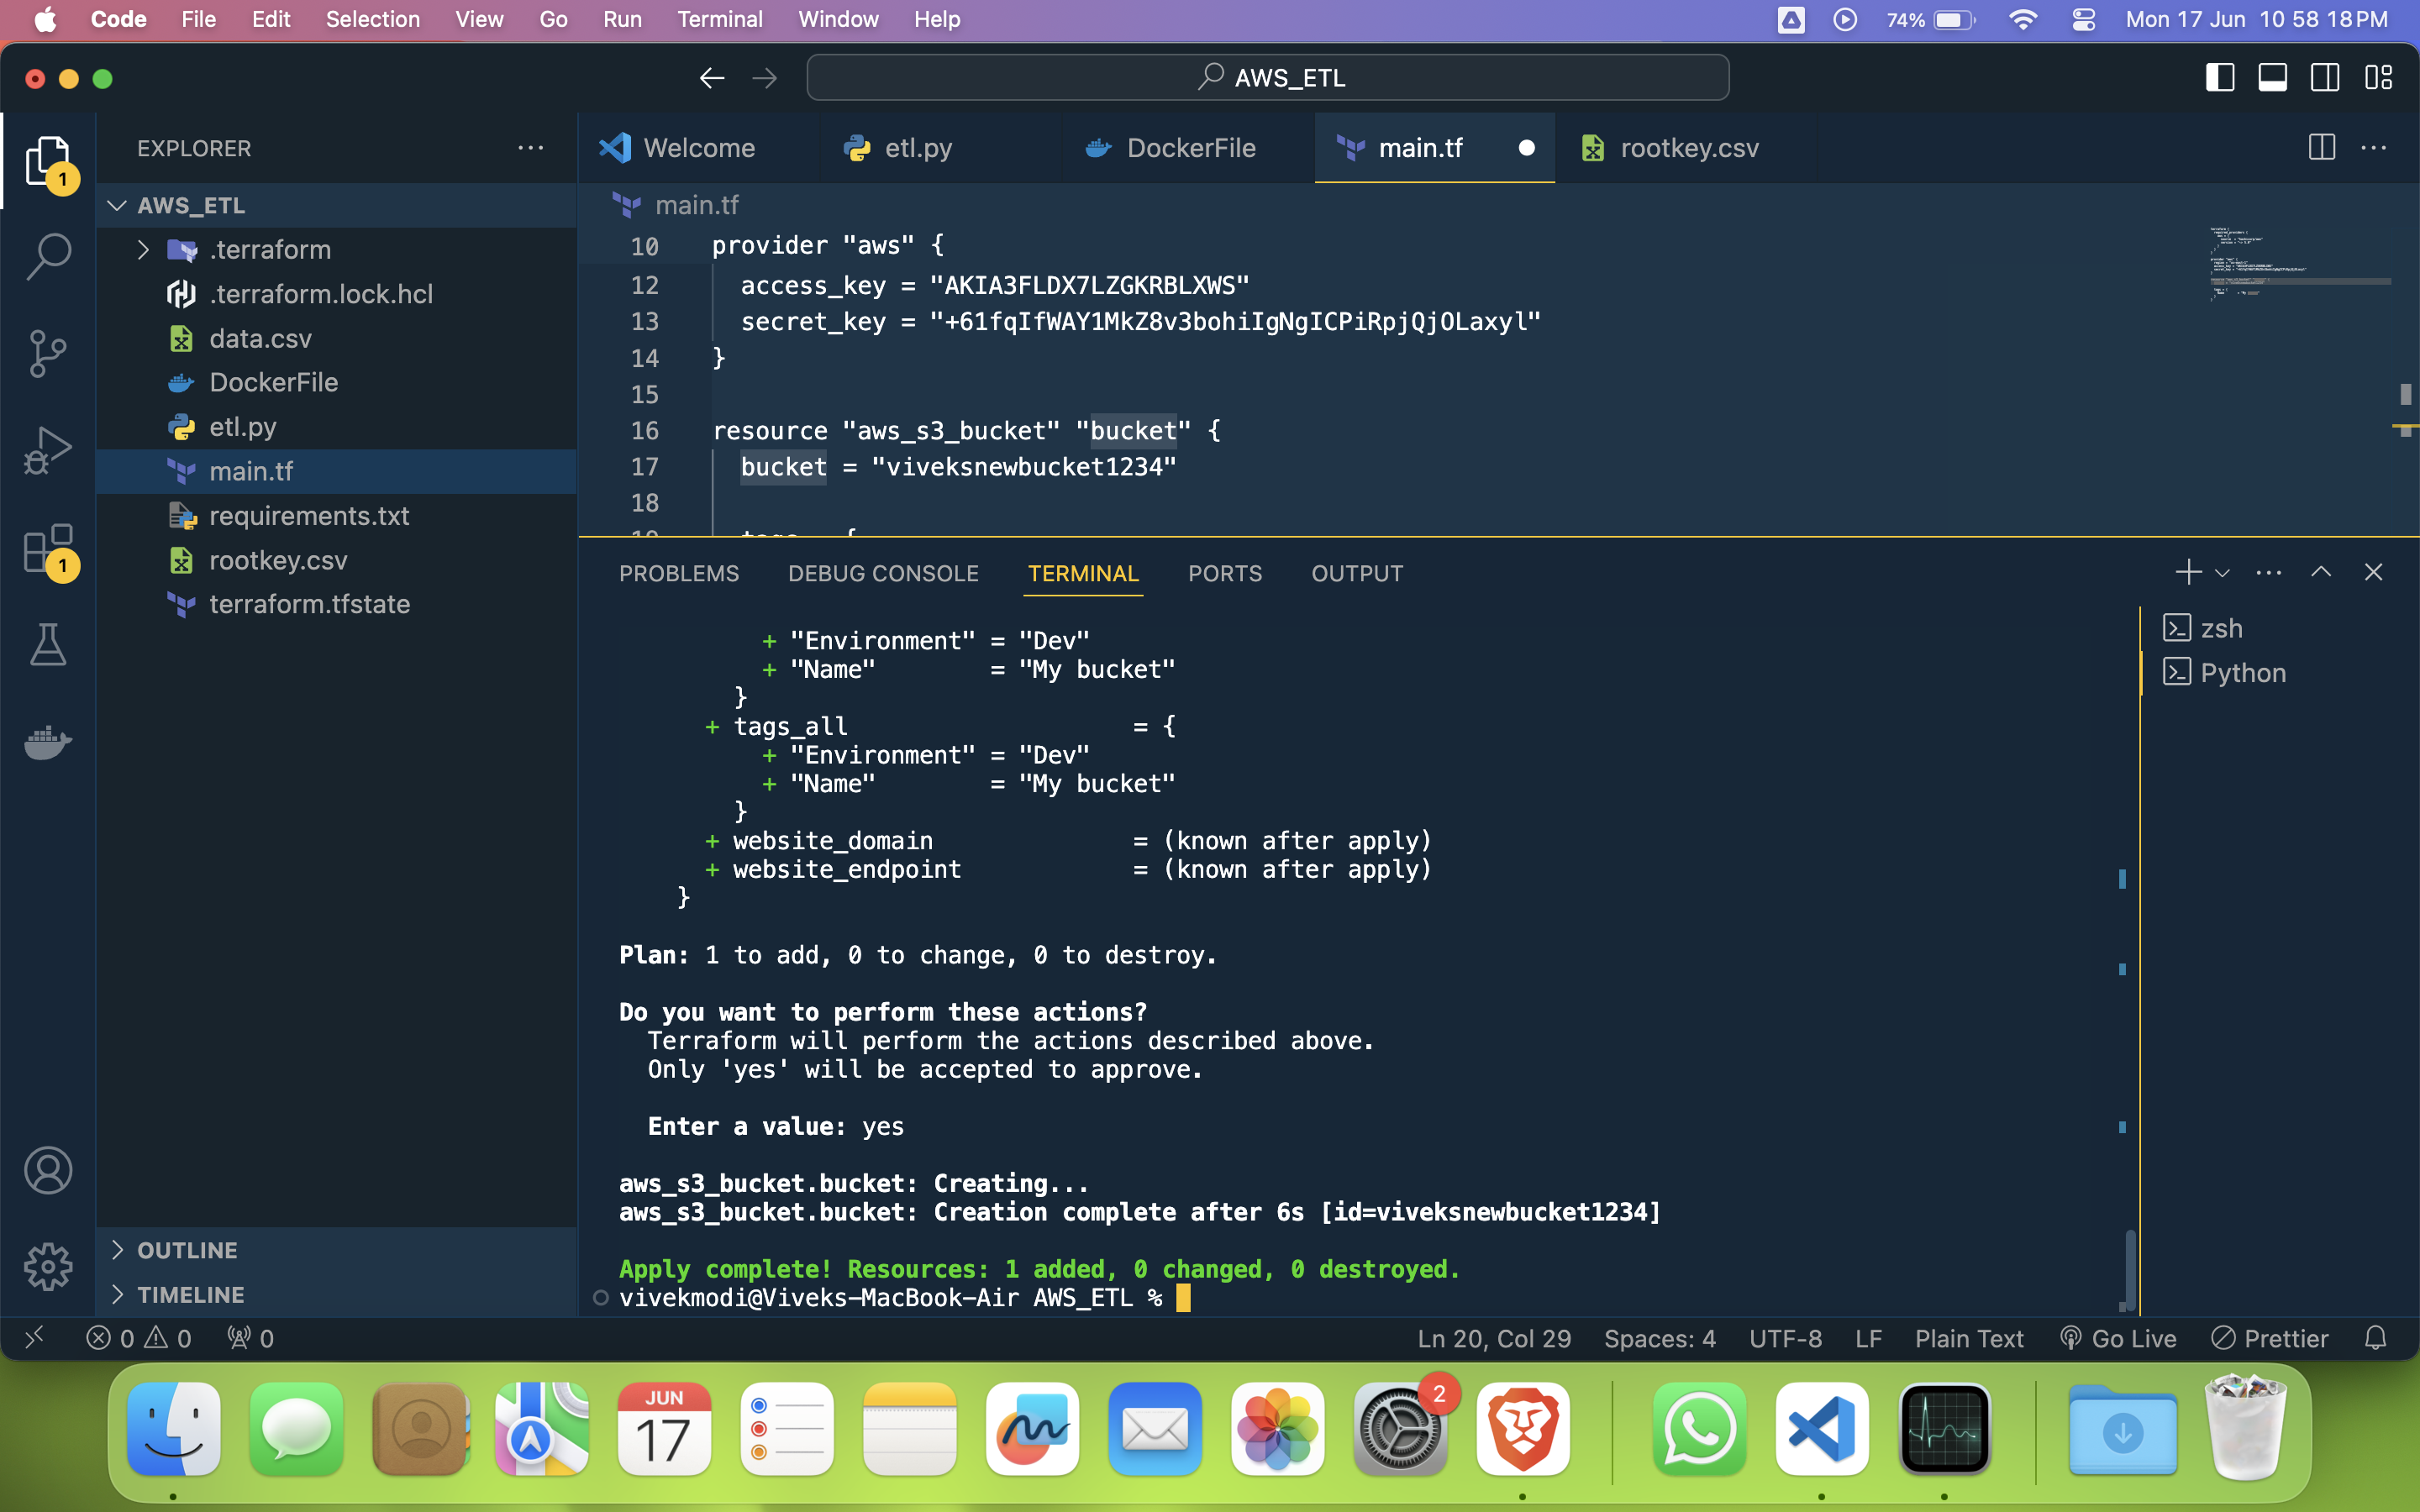 Code File Edit Selection View Go Run Terminal Window Help 74% Mon 17 Jun 10 58 18 PM
AWS_ETL
EXPLORER
1
AWS_ETL
.terraform
.terraform.lock.hcl
data.csv
DockerFile
etl.py
main.tf
requirements.txt
rootkey.csv
terraform.tfstate
1
OUTLINE
TIMELINE
Welcome etl.py DockerFile main.tf rootkey.csv
main.tf
10 provider "aws" {
12 access_key = "AKIA3FLDX7LZGKRBLXWS"
13 secret_key = "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"
14 }
15
16 resource "aws_s3_bucket" "bucket" {
17 bucket = "viveksnewbucket1234"
18
19 tags = {
PROBLEMS DEBUG CONSOLE TERMINAL PORTS OUTPUT
zsh
Python
+ "Environment" = "Dev"
+ "Name" = "My bucket"
}
+ tags_all = {
+ "Environment" = "Dev"
+ "Name" = "My bucket"
}
+ website_domain = (known after apply)
+ website_endpoint = (known after apply)
}
Plan: 1 to add, 0 to change, 0 to destroy.
Do you want to perform these actions?
Terraform will perform the actions described above.
Only 'yes' will be accepted to approve.
Enter a value: yes
aws_s3_bucket.bucket: Creating...
aws_s3_bucket.bucket: Creation complete after 6s [id=viveksnewbucket1234]
Apply complete! Resources: 1 added, 0 changed, 0 destroyed.
vivekmodi@Viveks-MacBook-Air AWS_ETL %
0 0 0 Ln 20, Col 29 Spaces: 4 UTF-8 LF Plain Text Go Live Prettier
JUN
17
2